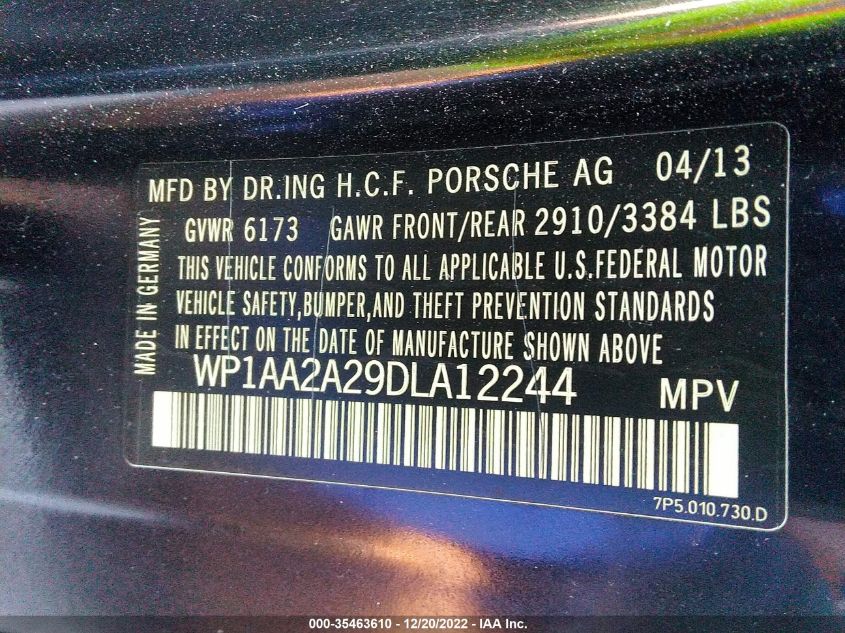 MFD BY DR.ING H.C.F. PORSCHE AG 04/13
GVWR 6173 GAWR FRONT/REAR 2910/3384 LBS
THIS VEHICLE CONFORMS TO ALL APPLICABLE U.S.FEDERAL MOTOR
VEHICLE SAFETY,BUMPER,AND THEFT PREVENTION STANDARDS
IN EFFECT ON THE DATE OF MANUFACTURE SHOWN ABOVE
MADE IN GERMANY
WP1AA2A29DLA12244 MPV
7P5.010.730.D
000-35463610 - 12/20/2022 - IAA Inc.